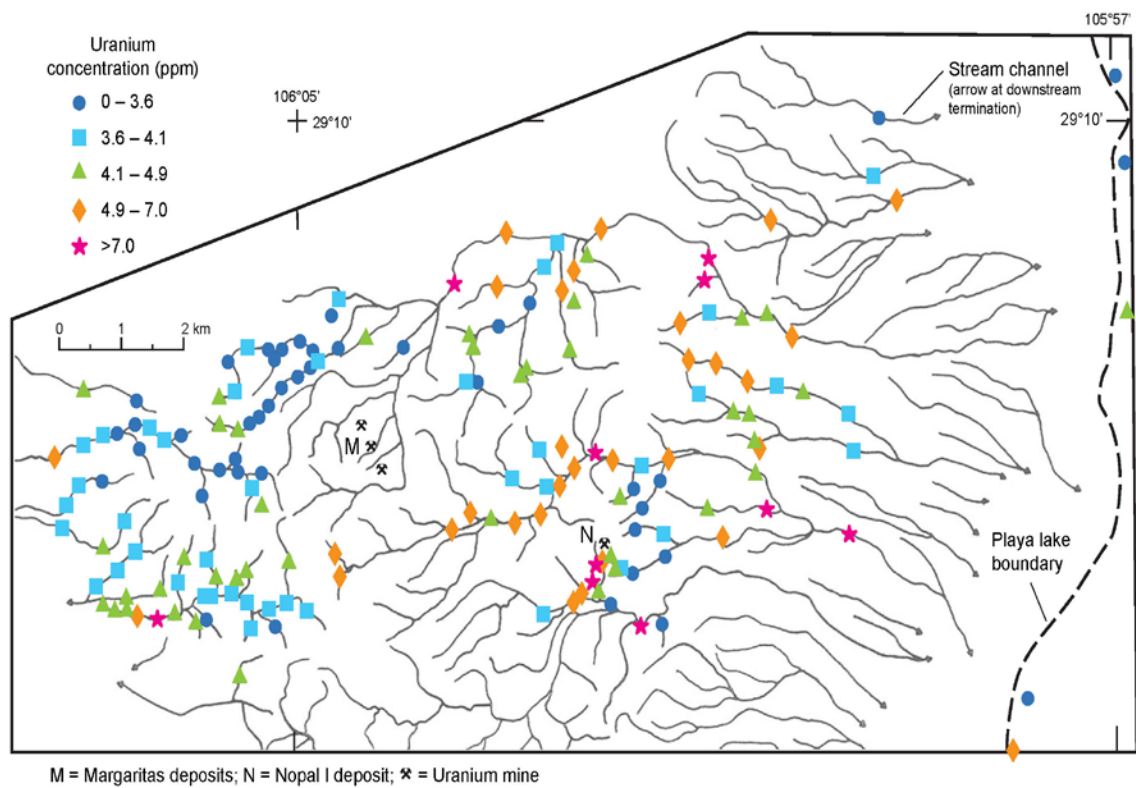 105°57'
Uranium
concentration (ppm)
0 – 3.6
3.6 – 4.1
4.1 – 4.9
4.9 – 7.0
>7.0
106°05'
29°10'
Stream channel
(arrow at downstream
termination)
29°10'
0 1 2 km
M
N
Playa lake
boundary
M = Margaritas deposits; N = Nopal I deposit; ⚒ = Uranium mine